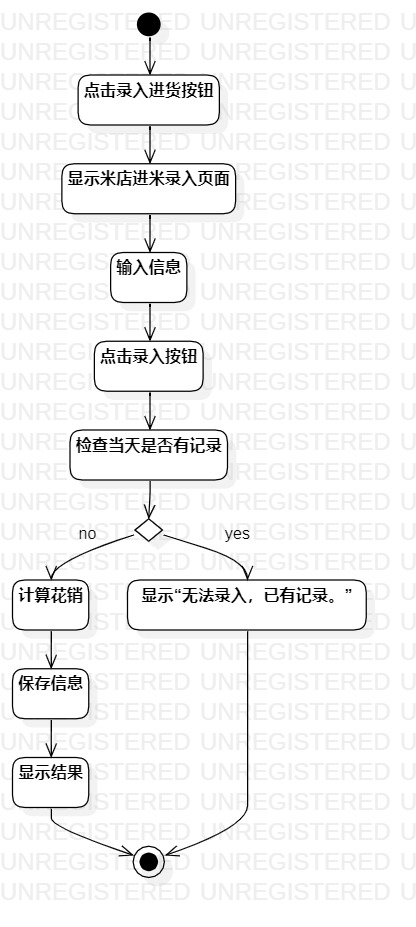 点击录入进货按钮
显示米店进米录入页面
输入信息
点击录入按钮
检查当天是否有记录
no
yes
计算花销
显示“无法录入，已有记录。”
保存信息
显示结果